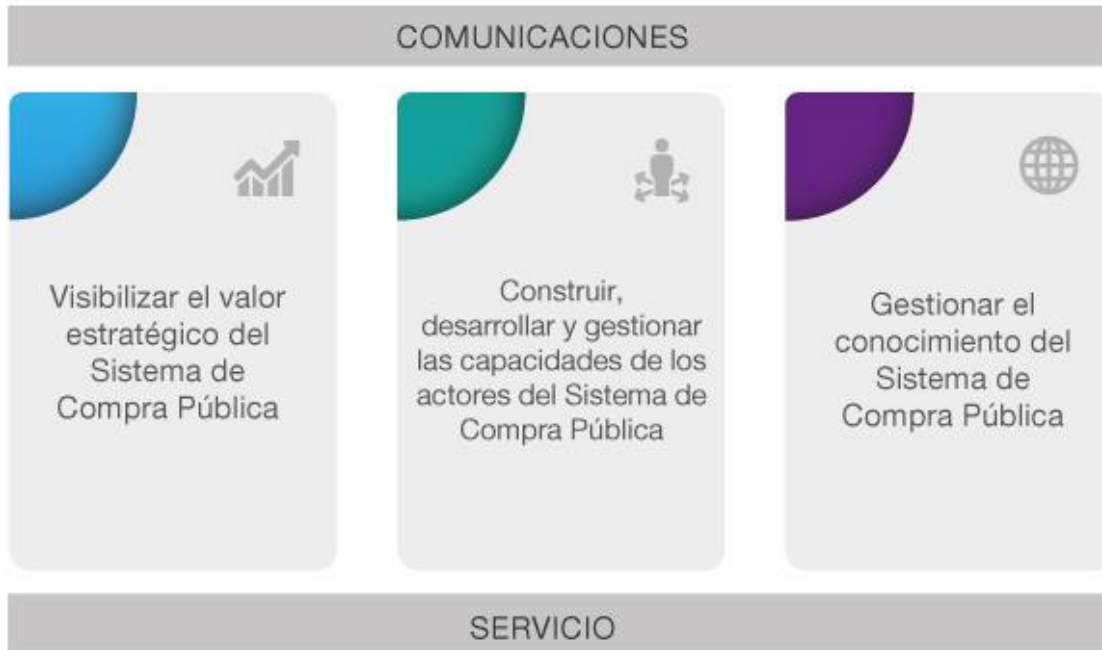 COMUNICACIONES
Visibilizar el valor
estratégico del
Sistema de
Compra Pública
Construir,
desarrollar y gestionar
las capacidades de los
actores del Sistema de
Compra Pública
Gestionar el
conocimiento del
Sistema de
Compra Pública
SERVICIO